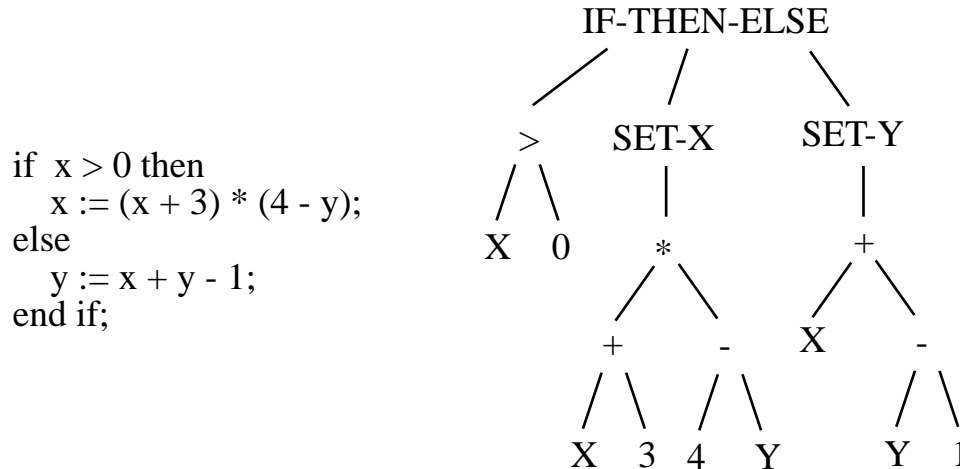 if x > 0 then
x := (x + 3) * (4 - y);
else
y := x + y - 1;
end if;
IF-THEN-ELSE
> SET-X SET-Y
X 0 * +
+ - X -
X 3 4 Y Y 1